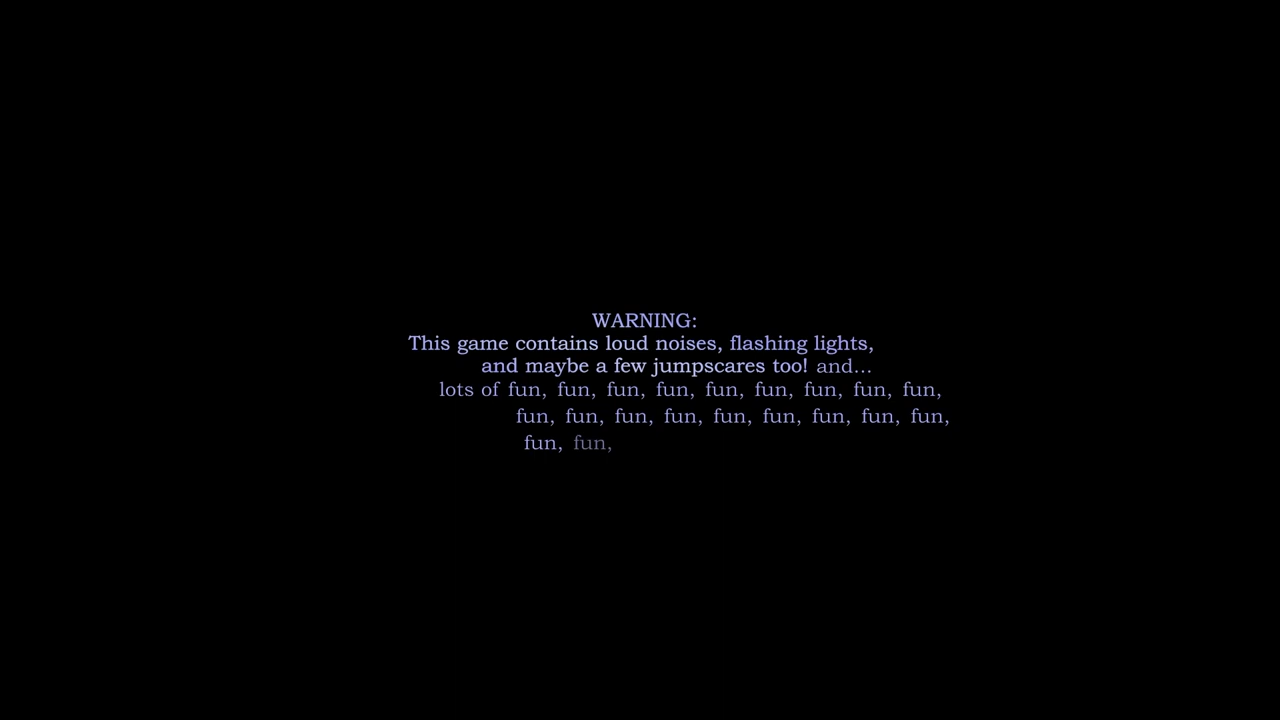 WARNING:
This game contains loud noises, flashing lights,
and maybe a few jumpscares too! and...
lots of fun, fun, fun, fun, fun, fun, fun, fun, fun,
fun, fun, fun, fun, fun, fun, fun, fun, fun,
fun, fun,